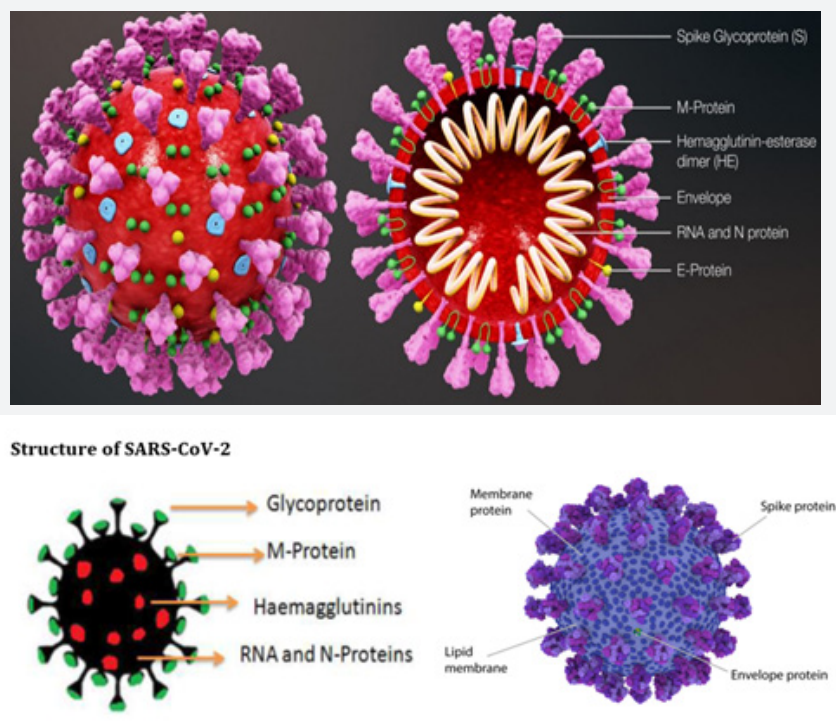 Spike Glycoprotein (S)
M-Protein
Hemagglutinin-esterase
dimer (HE)
Envelope
RNA and N protein
E-Protein
Structure of SARS-CoV-2
Glycoprotein
M-Protein
Haemagglutinins
RNA and N-Proteins
Membrane
protein
Spike protein
Lipid
membrane
Envelope protein